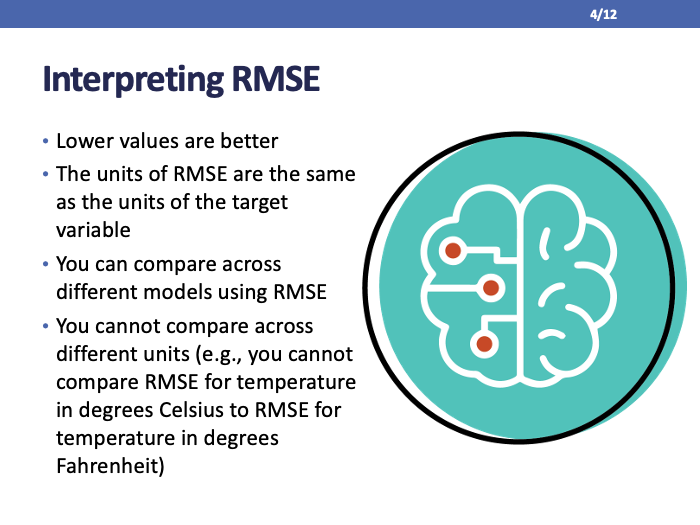 4/12
Interpreting RMSE
• Lower values are better
• The units of RMSE are the same
as the units of the target
variable
• You can compare across
different models using RMSE
• You cannot compare across
different units (e.g., you cannot
compare RMSE for temperature
in degrees Celsius to RMSE for
temperature in degrees
Fahrenheit)